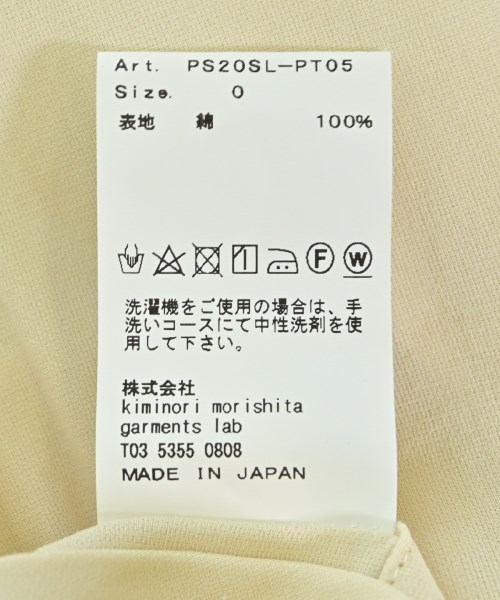 Art. PS20SL-PT05
Size. 0
表地 綿 100%
F W
洗濯機をご使用の場合は、手
洗いコースにて中性洗剤を使
用して下さい。
株式会社
kiminori morishita
garments lab
T03 5355 0808
MADE IN JAPAN